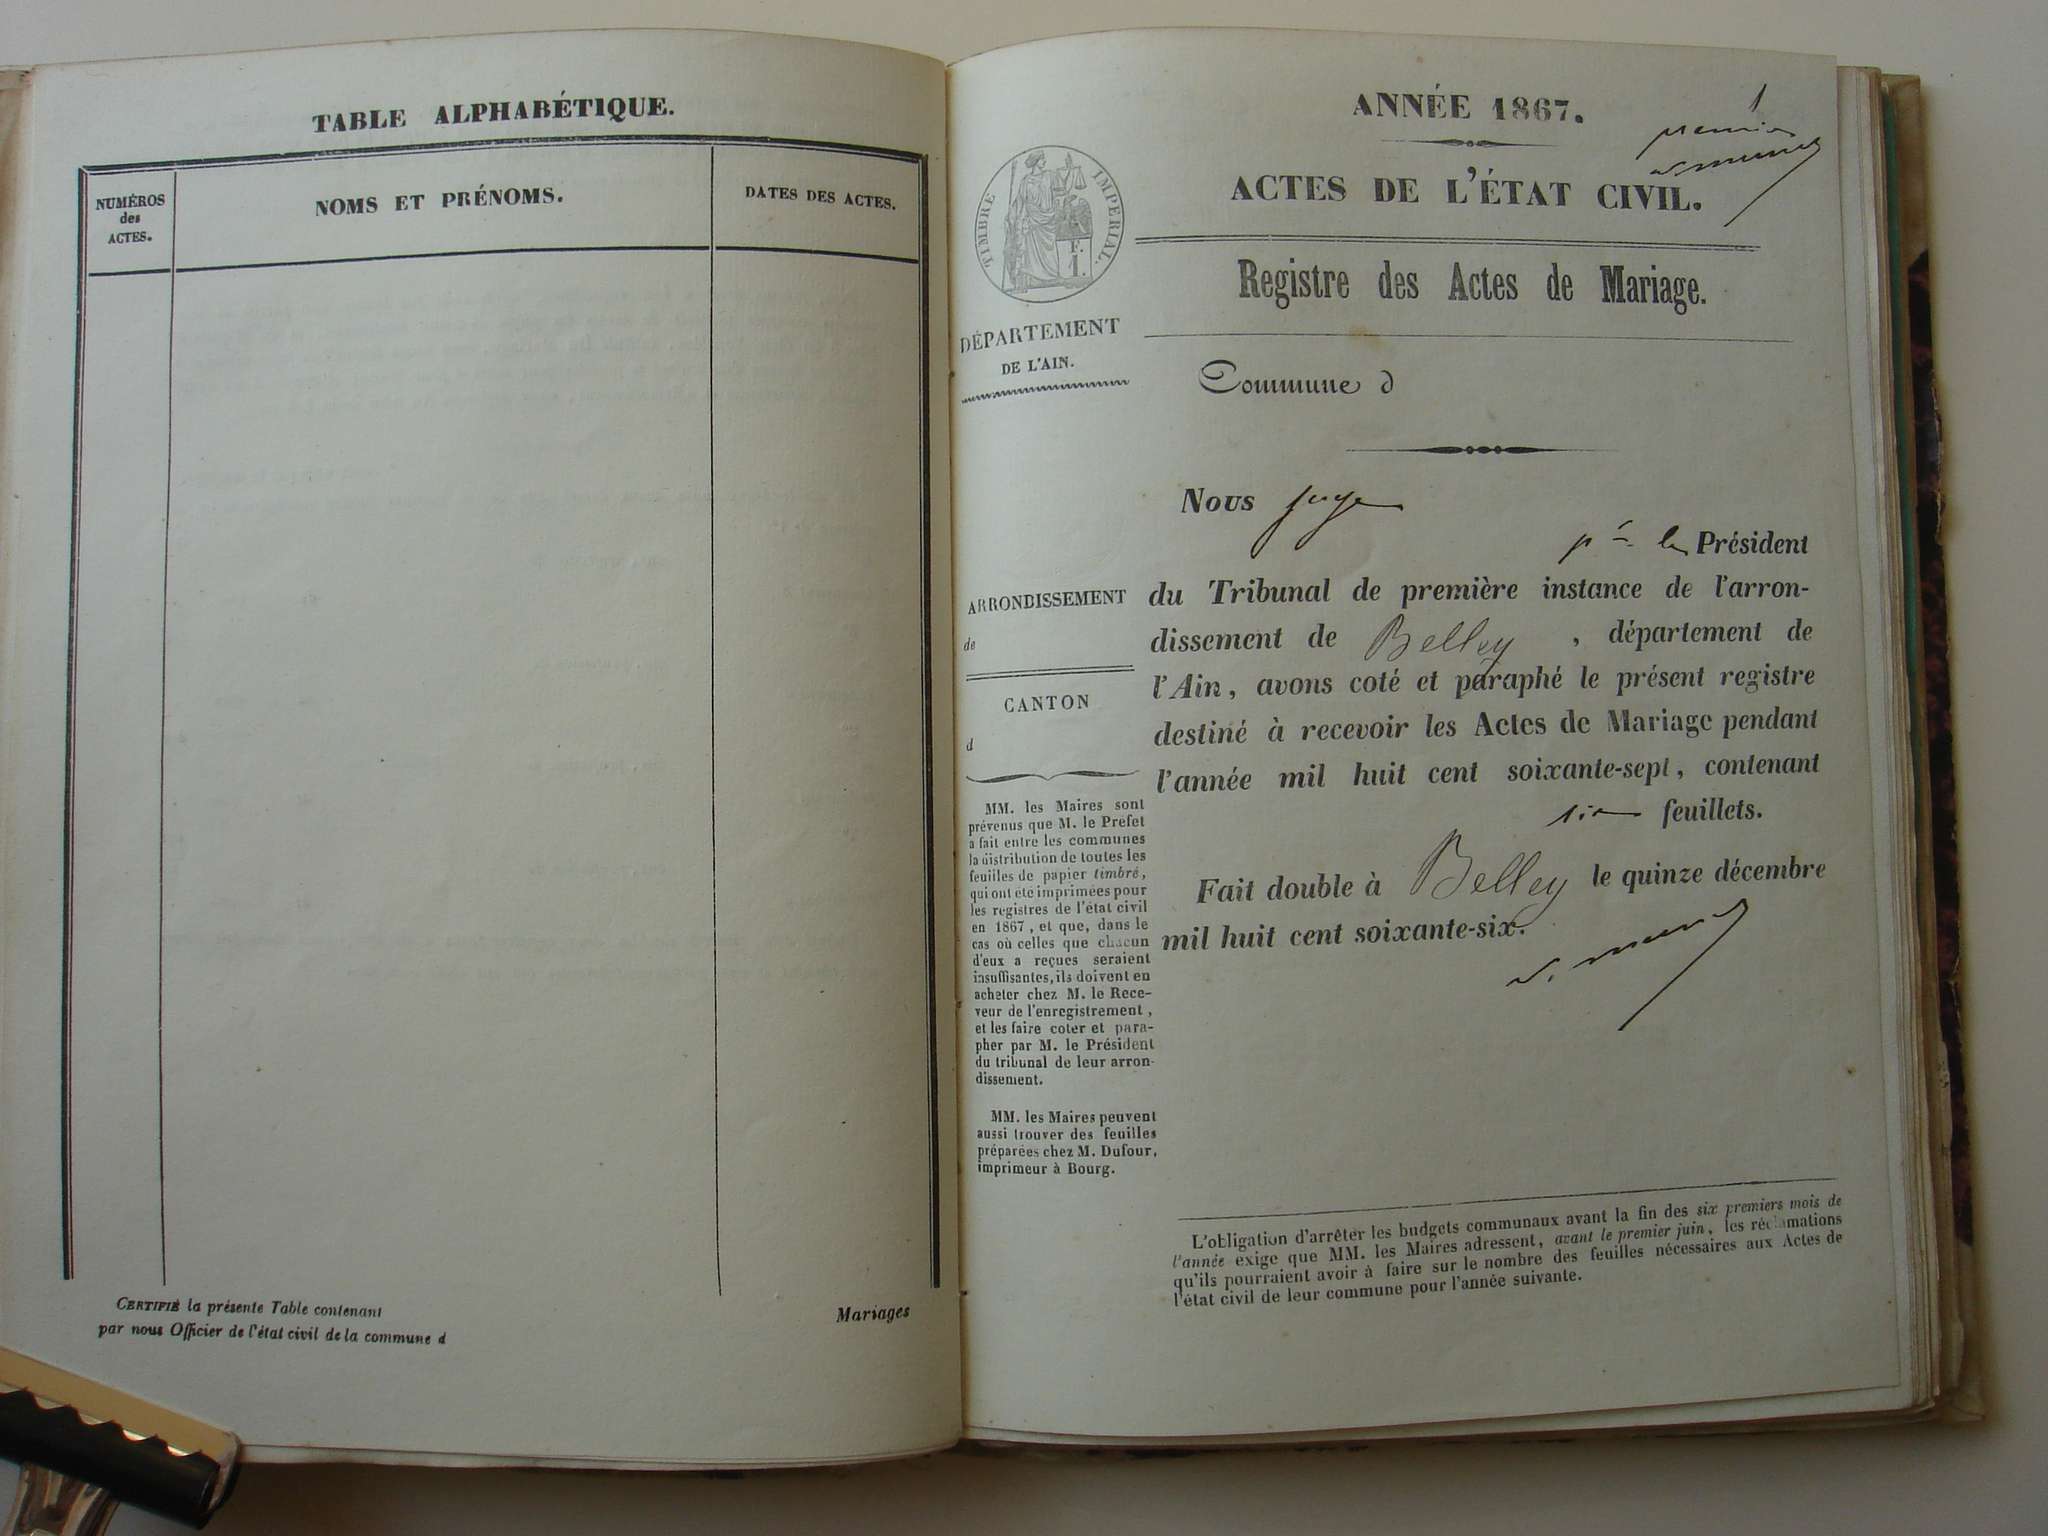 TABLE ALPHABÉTIQUE.
NUMÉROS
des
ACTES.
NOMS ET PRÉNOMS.
DATES DES ACTES.
CERTIFIÉ la présente Table contenant
Mariages
par nous Officier de l'état civil de la commune d
1
premier
ANNÉE 1867.
ACTES DE L'ÉTAT CIVIL.
Registre des Actes de Mariage.
TIMBRE IMPERIAL.
F.
1.
DÉPARTEMENT
DE L'AIN.
Commune d
ARRONDISSEMENT
de
CANTON
d
MM. les Maires sont
prévenus que M. le Prefet
a fait entre les communes
la distribution de toutes les
feuilles de papier timbré,
qui ont été imprimées pour
les registres de l'état civil
en 1867, et que, dans le
cas où celles que chacun
d'eux a reçues seraient
insuffisantes, ils doivent en
acheter chez M. le Rece-
veur de l'enregistrement,
et les faire coter et para-
pher par M. le Président
du tribunal de leur arron-
dissement.
MM. les Maires peuvent
aussi trouver des feuilles
préparées chez M. Dufour,
imprimeur à Bourg.
Nous juge
pr le Président
du Tribunal de première instance de l'arron-
dissement de Belley, département de
l'Ain, avons coté et paraphé le présent registre
destiné à recevoir les Actes de Mariage pendant
l'année mil huit cent soixante-sept, contenant
six feuillets.
Fait double à Belley le quinze décembre
mil huit cent soixante-six.
L'obligation d'arrêter les budgets communaux avant la fin des six premiers mois de
l'année exige que MM. les Maires adressent, avant le premier juin, les réclamations
qu'ils pourraient avoir à faire sur le nombre des feuilles nécessaires aux Actes de
l'état civil de leur commune pour l'année suivante.